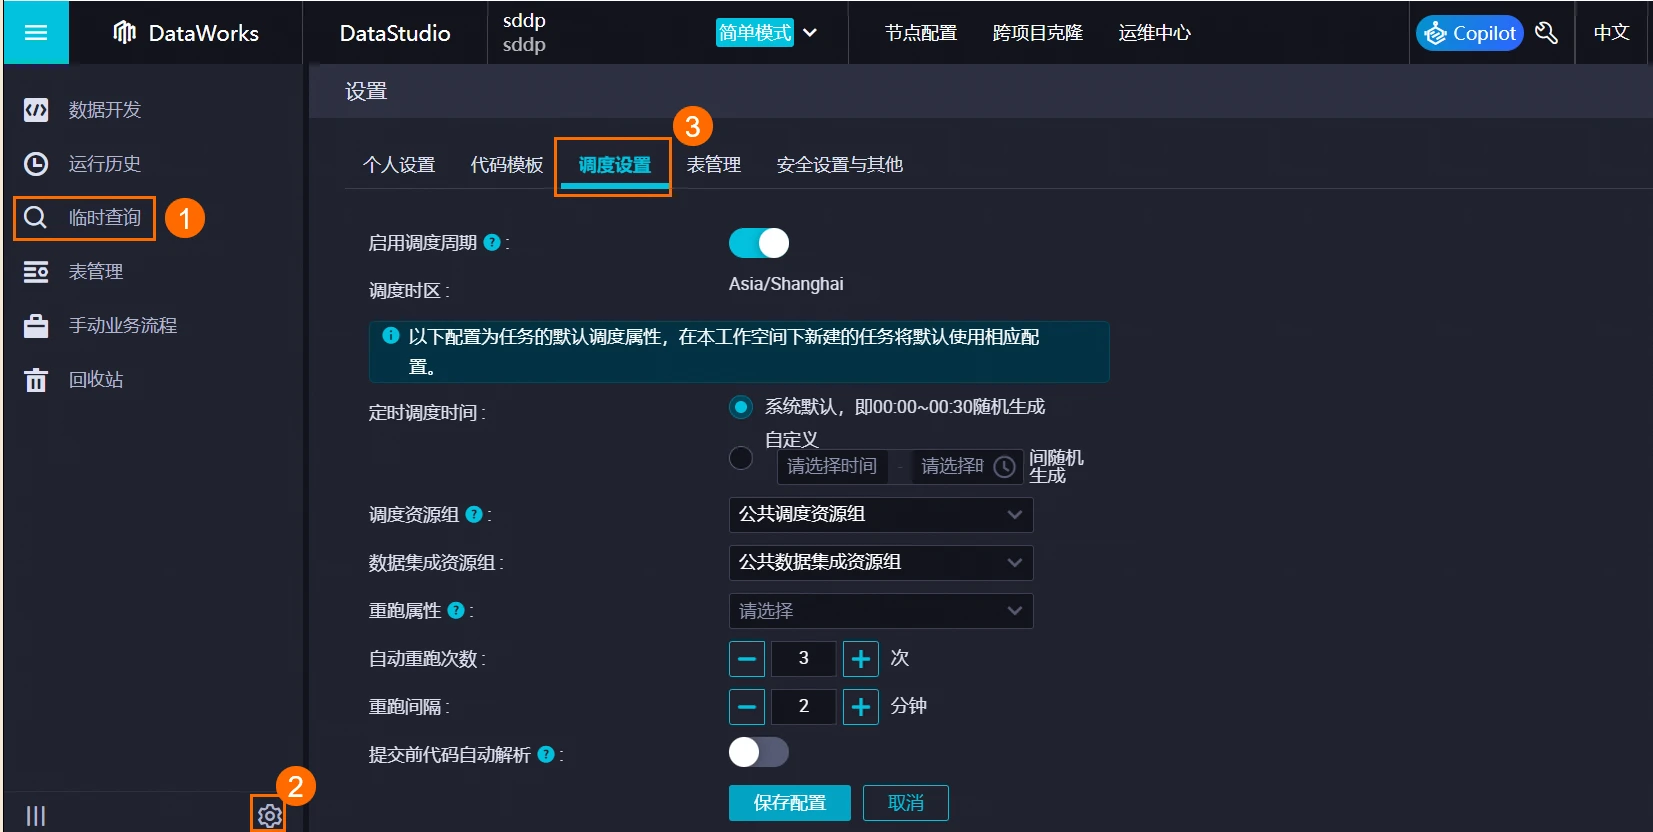 DataWorks
DataStudio
sddp
sddp
简单模式
节点配置
跨项目克隆
运维中心
Copilot
中文
数据开发
运行历史
临时查询
1
表管理
手动业务流程
回收站
2
设置
3
个人设置
代码模板
调度设置
表管理
安全设置与其他
启用调度周期 ? :
调度时区 :
Asia/Shanghai
以下配置为任务的默认调度属性，在本工作空间下新建的任务将默认使用相应配
置。
定时调度时间 :
系统默认，即00:00~00:30随机生成
自定义
请选择时间 - 请选择时 间随机
生成
调度资源组 ? :
公共调度资源组
数据集成资源组 :
公共数据集成资源组
重跑属性 ? :
请选择
自动重跑次数 :
3 次
重跑间隔 :
2 分钟
提交前代码自动解析 ? :
保存配置
取消